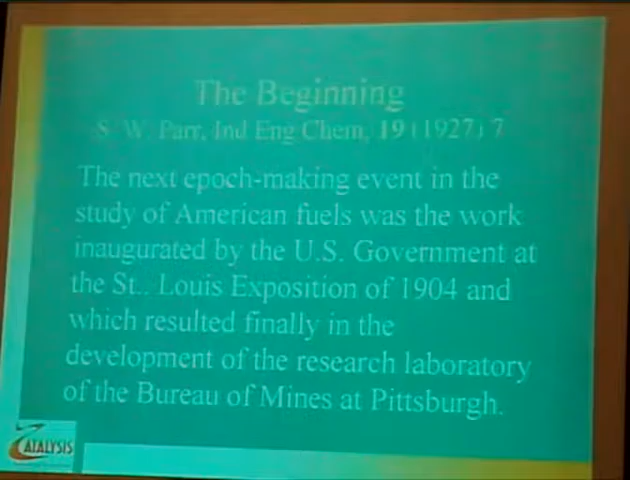 The Beginning
S. W. Parr, Ind Eng Chem, 19 (1927) 7
The next epoch-making event in the
study of American fuels was the work
inaugurated by the U.S. Government at
the St.. Louis Exposition of 1904 and
which resulted finally in the
development of the research laboratory
of the Bureau of Mines at Pittsburgh.
CATALYSIS